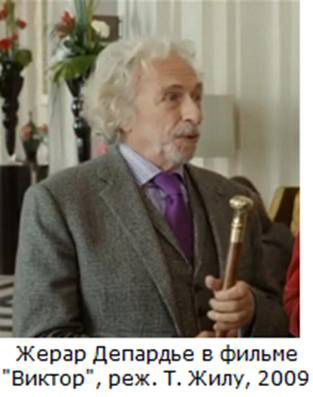 Жерар Депардье в фильме
"Виктор", реж. Т. Жилу, 2009